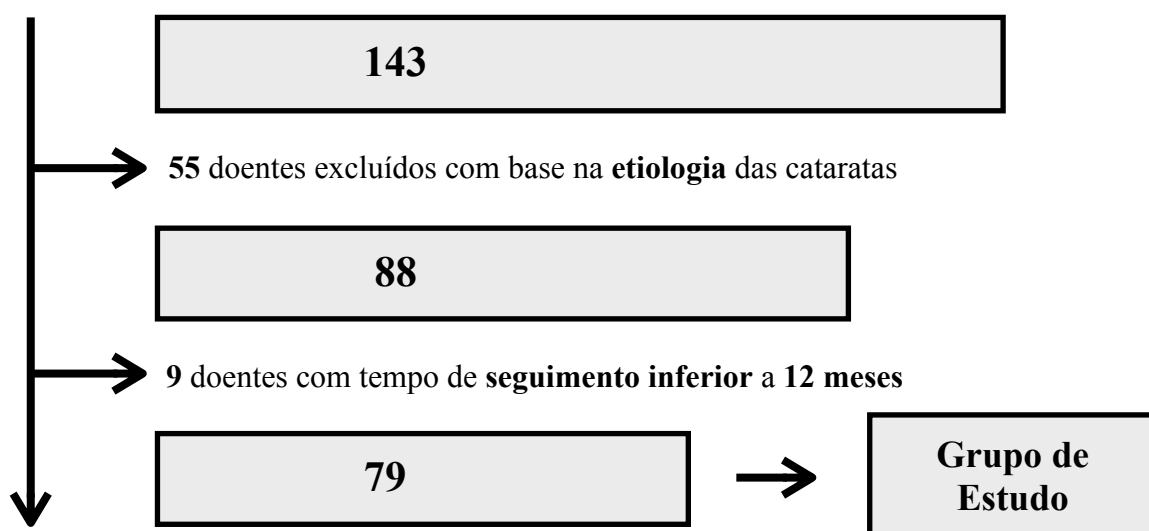 143
55 doentes excluídos com base na etiologia das cataratas
88
9 doentes com tempo de seguimento inferior a 12 meses
79
Grupo de
Estudo